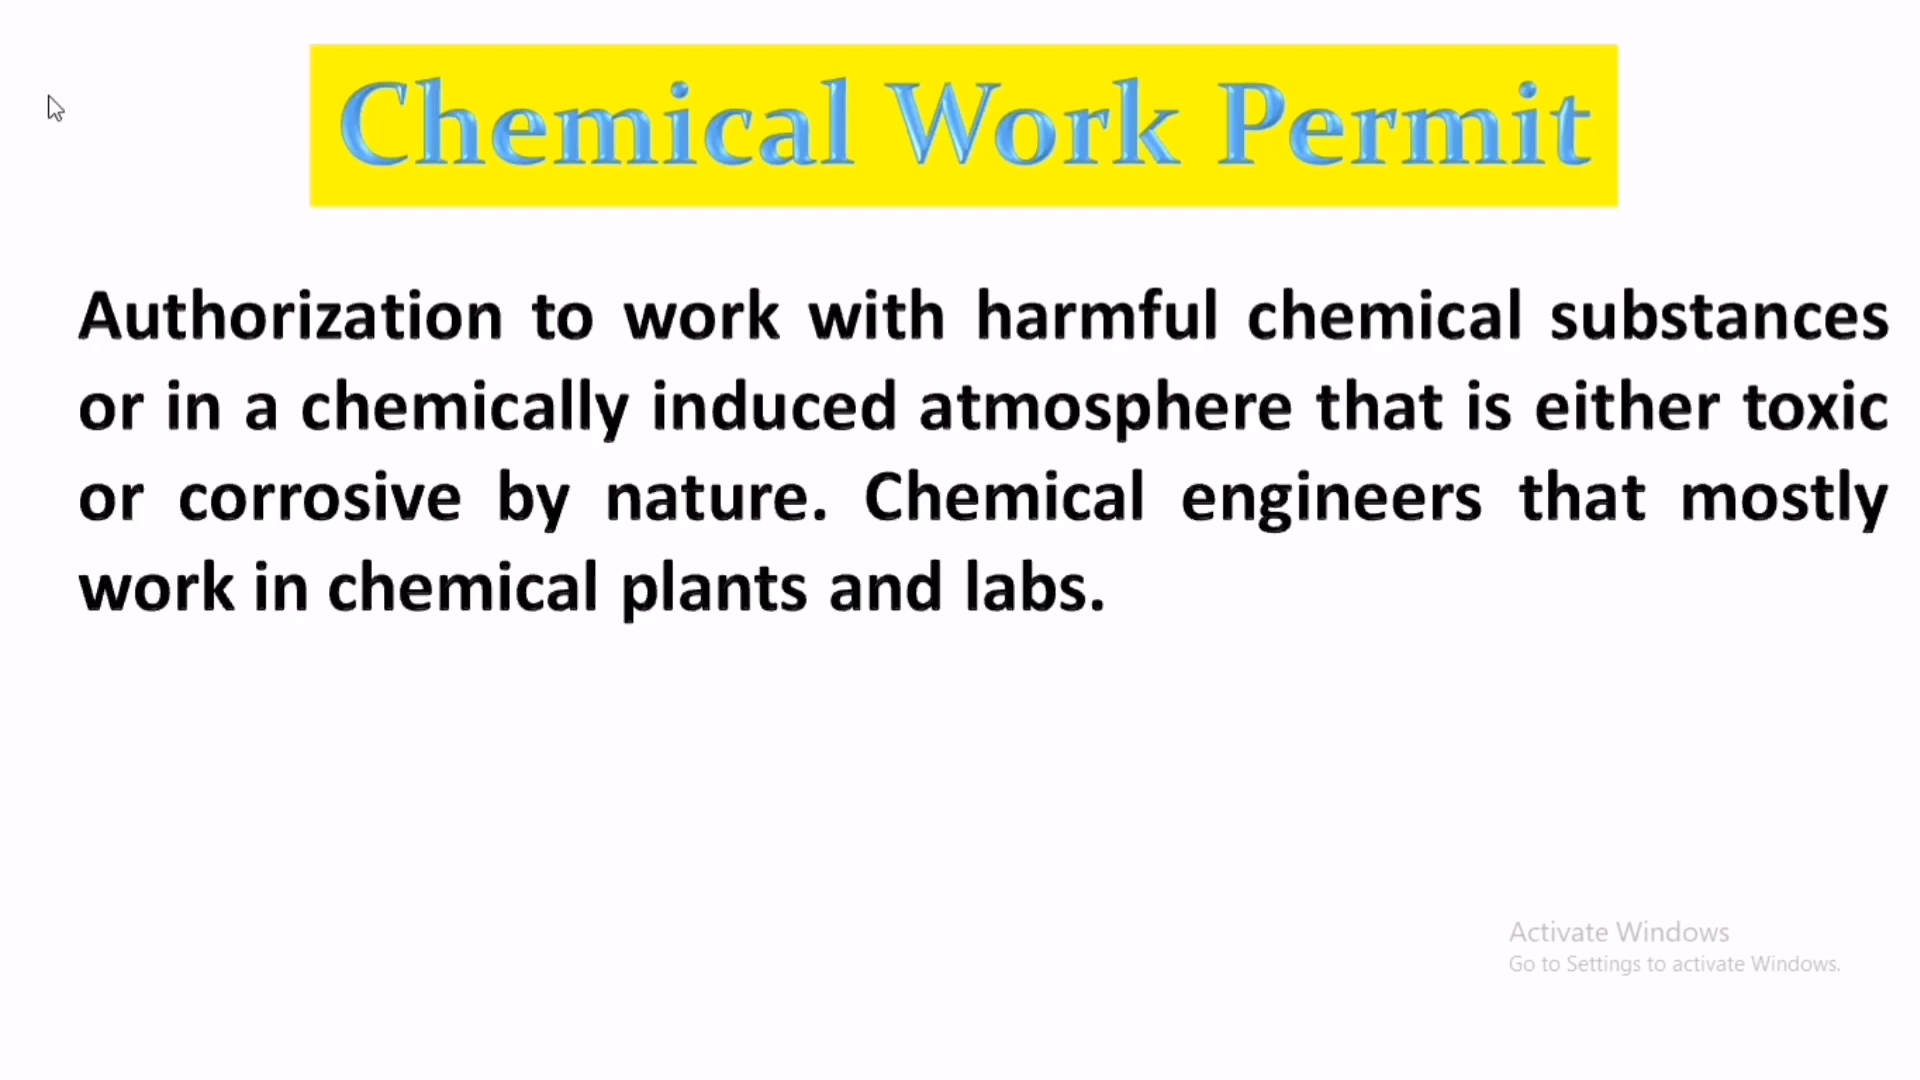 Chemical Work Permit
Authorization to work with harmful chemical substances
or in a chemically induced atmosphere that is either toxic
or corrosive by nature. Chemical engineers that mostly
work in chemical plants and labs.
Activate Windows
Go to Settings to activate Windows.